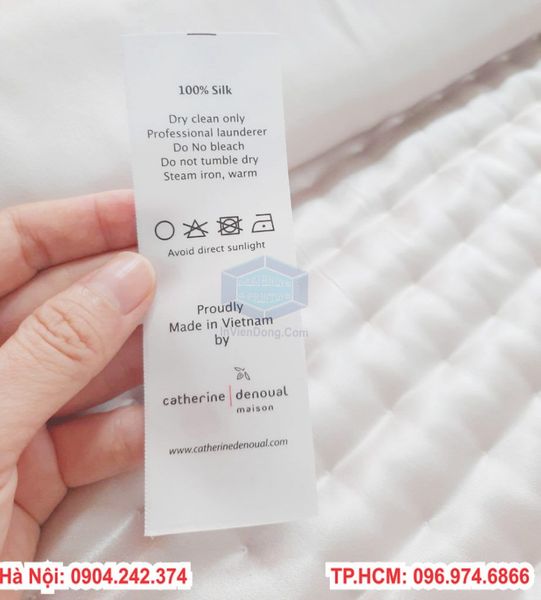 100% Silk
Dry clean only
Professional launderer
Do No bleach
Do not tumble dry
Steam iron, warm
Avoid direct sunlight
Proudly
Made in Vietnam
InVienDong.Com
by
catherine | denoual
maison
www.catherinedenoual.com
Hà Nội: 0904.242.374
TP.HCM: 096.974.6866